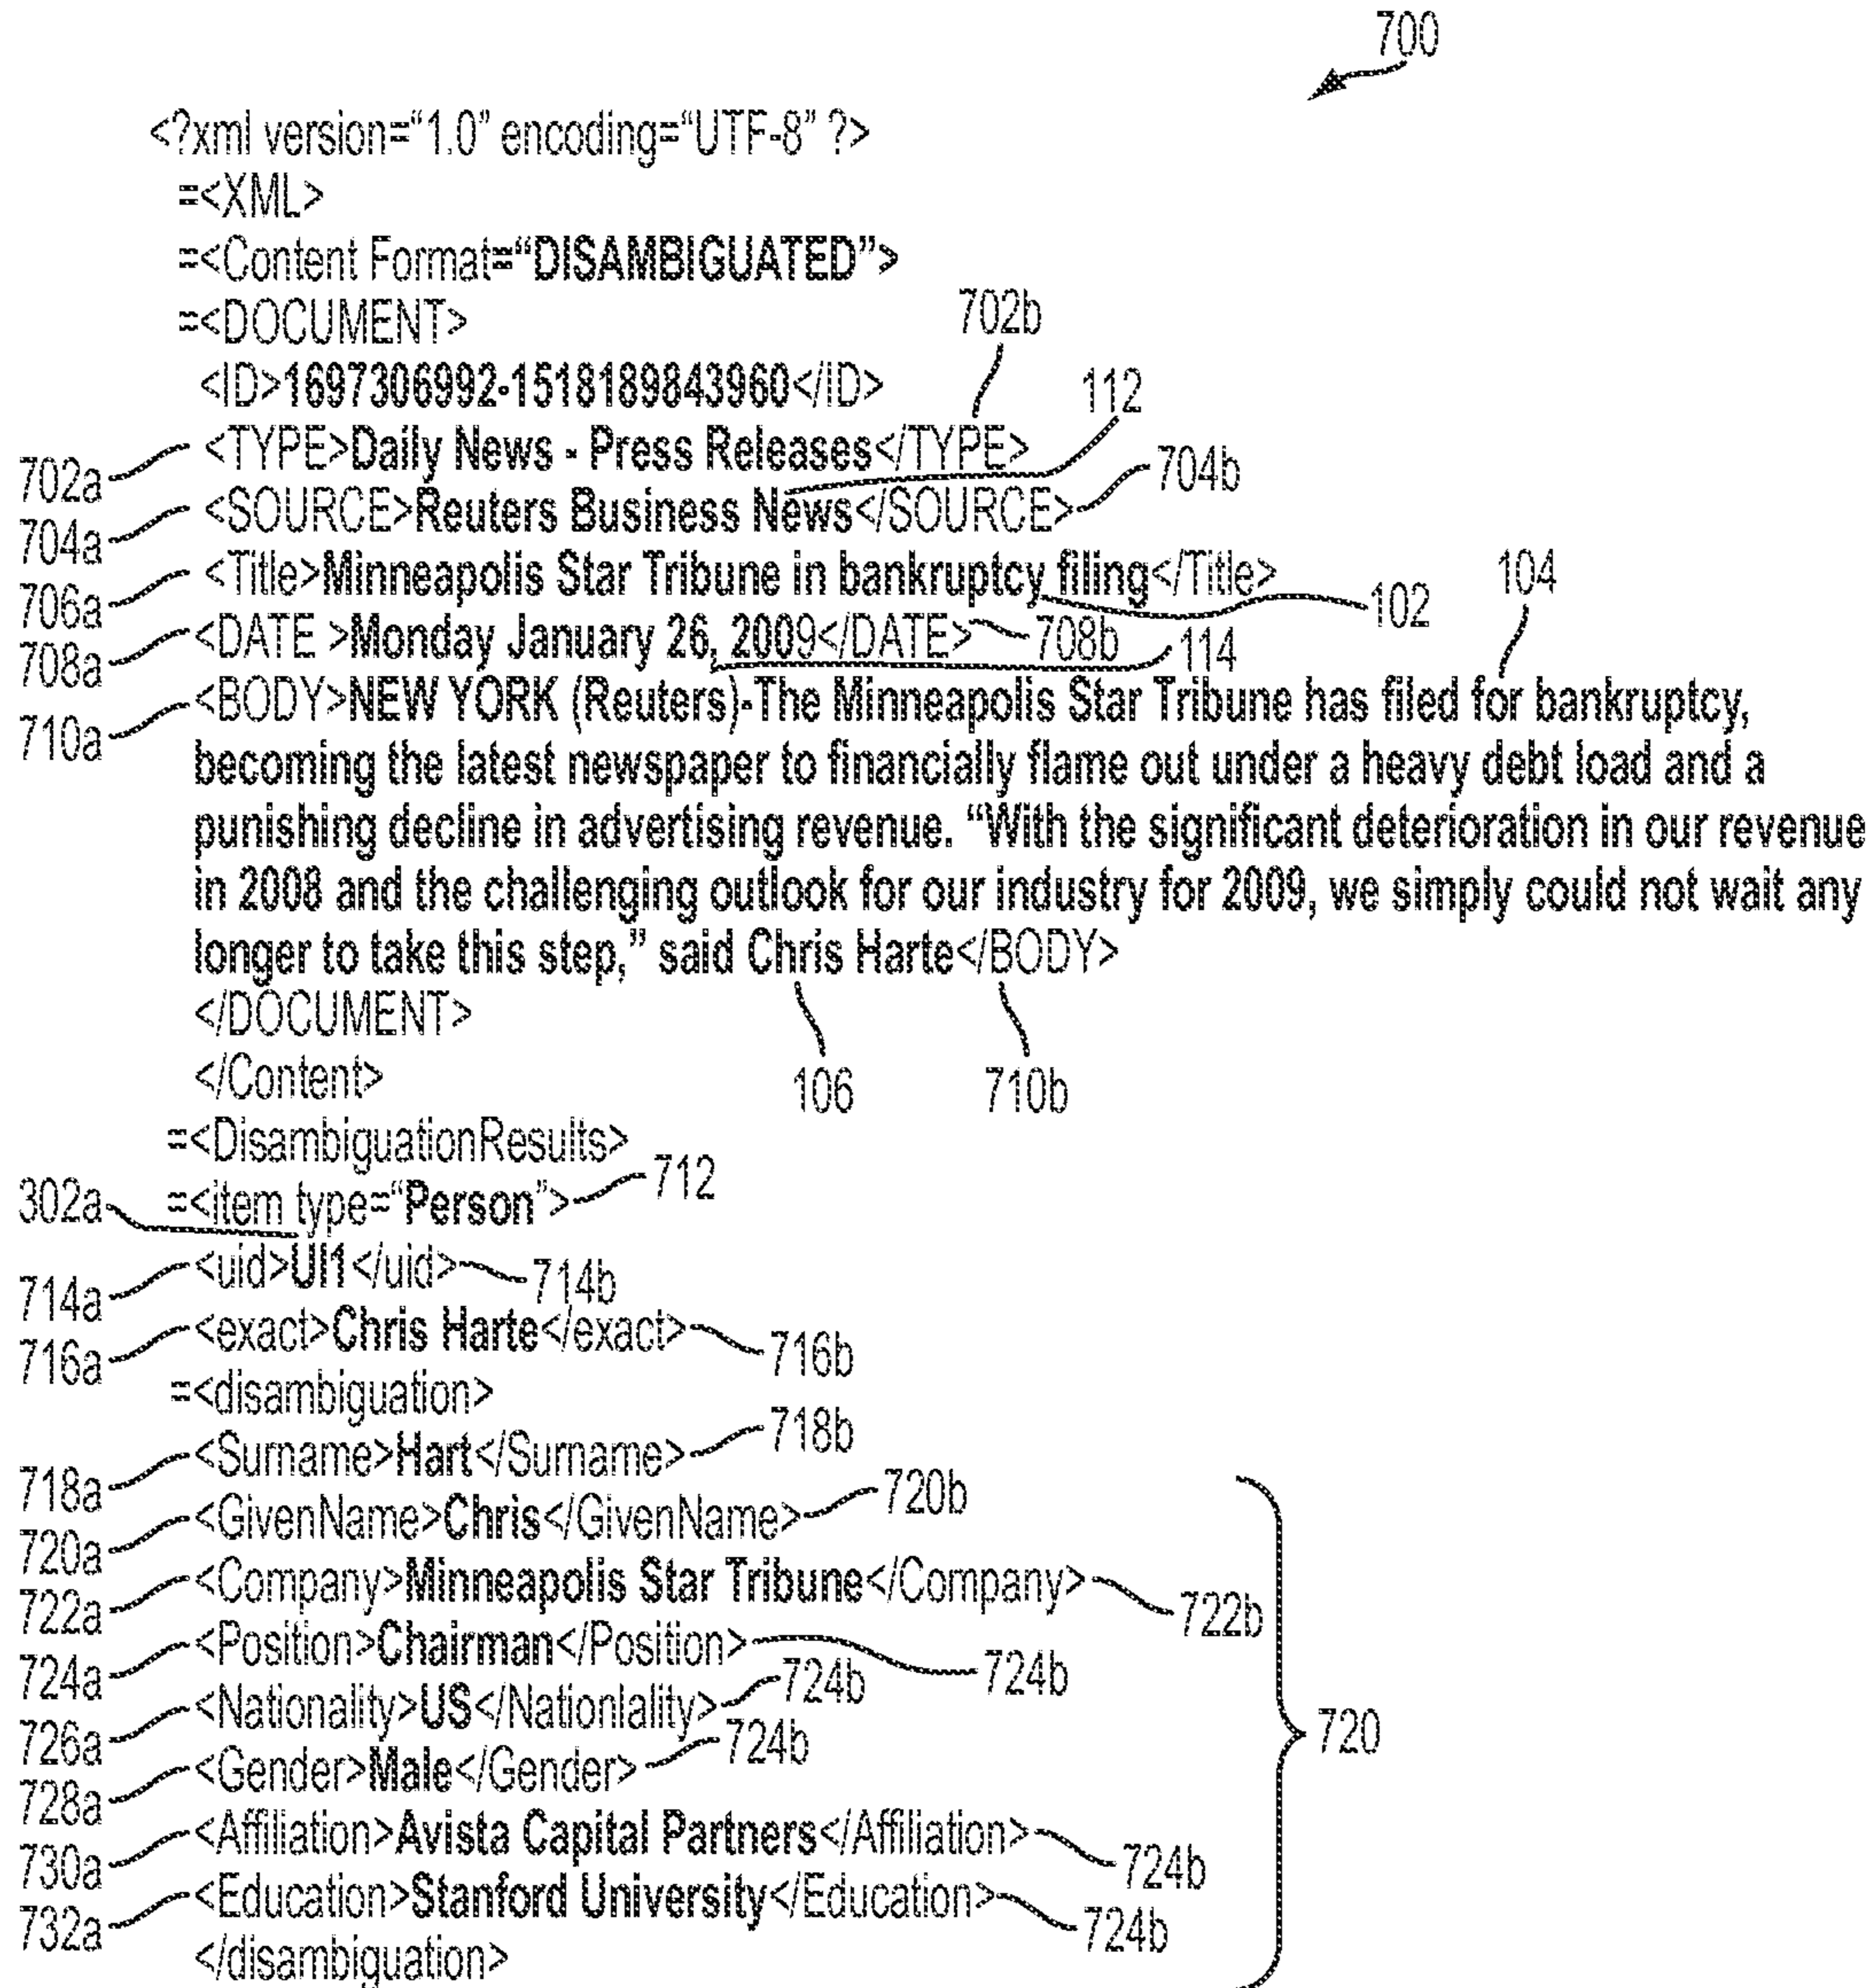 700
<?xml version=“1.0” encoding=“UTF-8” ?>
=<XML>
=<Content Format=“DISAMBIGUATED”>
=<DOCUMENT>
702b
<ID>1697306992-1518189843960</ID>
112
702a <TYPE>Daily News - Press Releases</TYPE>
704a <SOURCE>Reuters Business News</SOURCE> 704b
706a <Title>Minneapolis Star Tribune in bankruptcy filing</Title> 102 104
708a <DATE >Monday January 26, 2009</DATE> 708b 114
710a <BODY>NEW YORK (Reuters)-The Minneapolis Star Tribune has filed for bankruptcy,
becoming the latest newspaper to financially flame out under a heavy debt load and a
punishing decline in advertising revenue. “With the significant deterioration in our revenue
in 2008 and the challenging outlook for our industry for 2009, we simply could not wait any
longer to take this step,” said Chris Harte</BODY>
</DOCUMENT>
</Content> 106 710b
=<DisambiguationResults>
302a =<item type=“Person”> 712
714a <uid>UI1</uid> 714b
716a <exact>Chris Harte</exact> 716b
=<disambiguation>
718a <Surname>Hart</Surname> 718b
720a <GivenName>Chris</GivenName> 720b
722a <Company>Minneapolis Star Tribune</Company> 722b
724a <Position>Chairman</Position> 724b
726a <Nationality>US</Nationlality> 724b 720
728a <Gender>Male</Gender> 724b
730a <Affiliation>Avista Capital Partners</Affiliation> 724b
732a <Education>Stanford University</Education> 724b
</disambiguation>